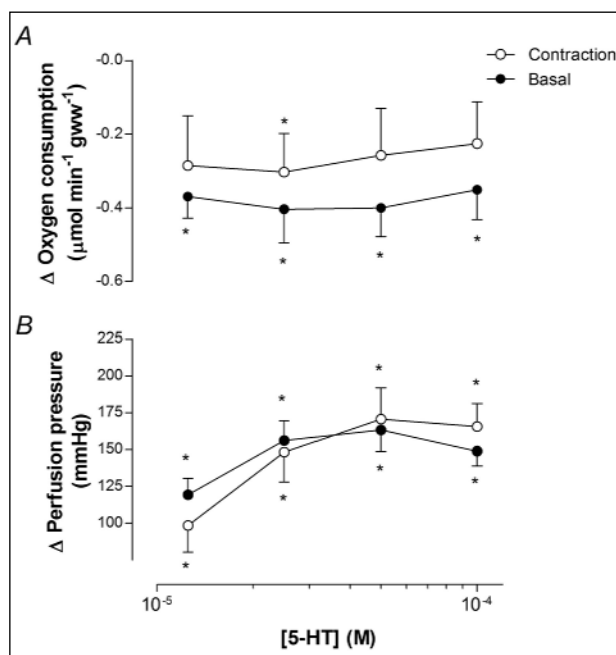 A
Contraction
Basal
Δ Oxygen consumption
(μmol min⁻¹ gww⁻¹)
-0.0
-0.2
-0.4
-0.6
*
*
*
*
*
B
Δ Perfusion pressure
(mmHg)
225
200
175
150
125
100
*
*
*
*
*
*
*
*
10⁻⁵
10⁻⁴
[5-HT] (M)